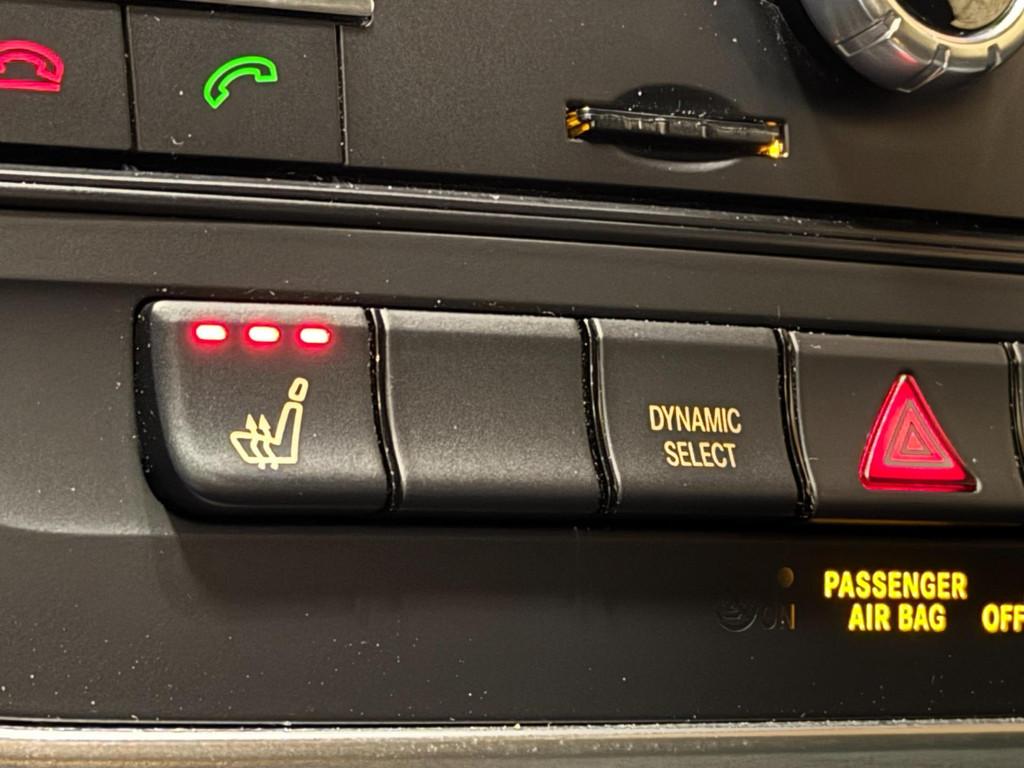 DYNAMIC
SELECT
PASSENGER
ON AIR BAG OFF